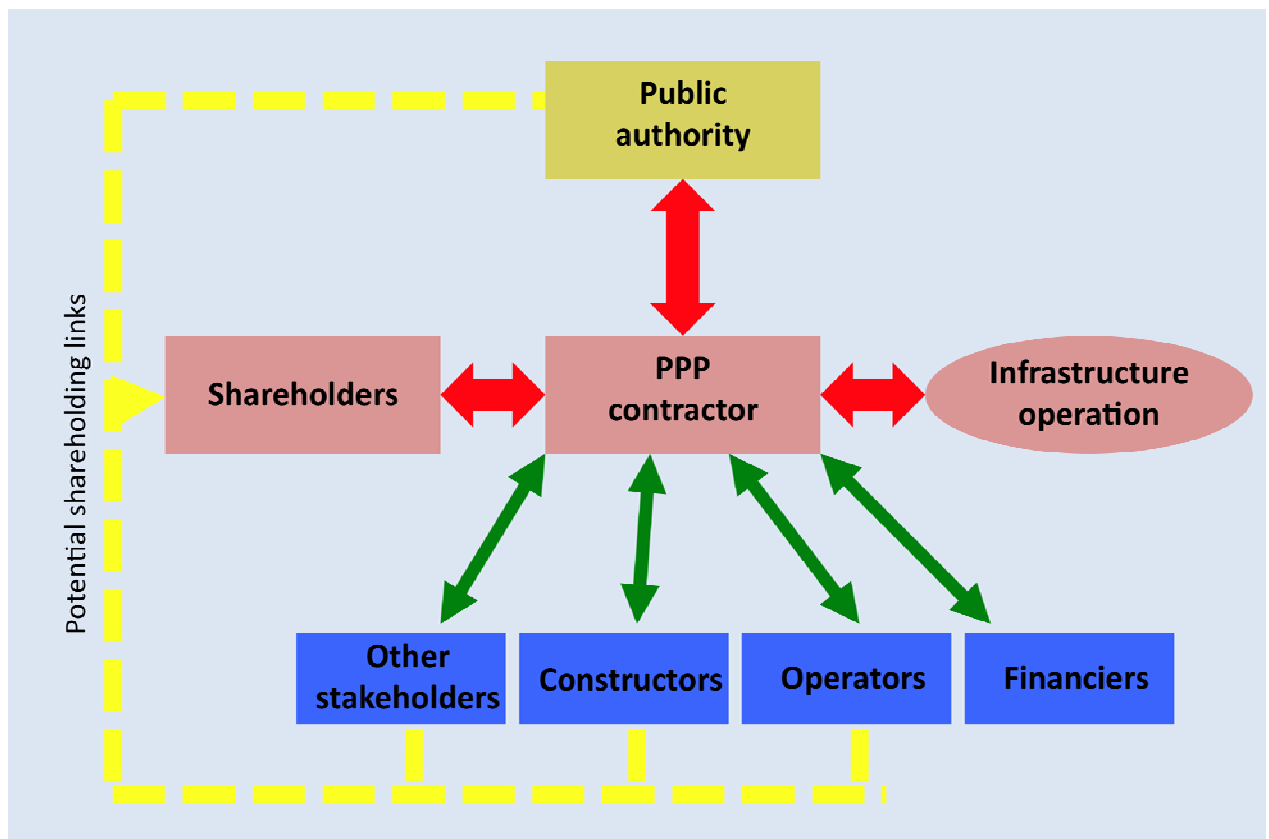 Public
authority
Potential shareholding links
Shareholders
PPP
contractor
Infrastructure
operation
Other
stakeholders
Constructors
Operators
Financiers